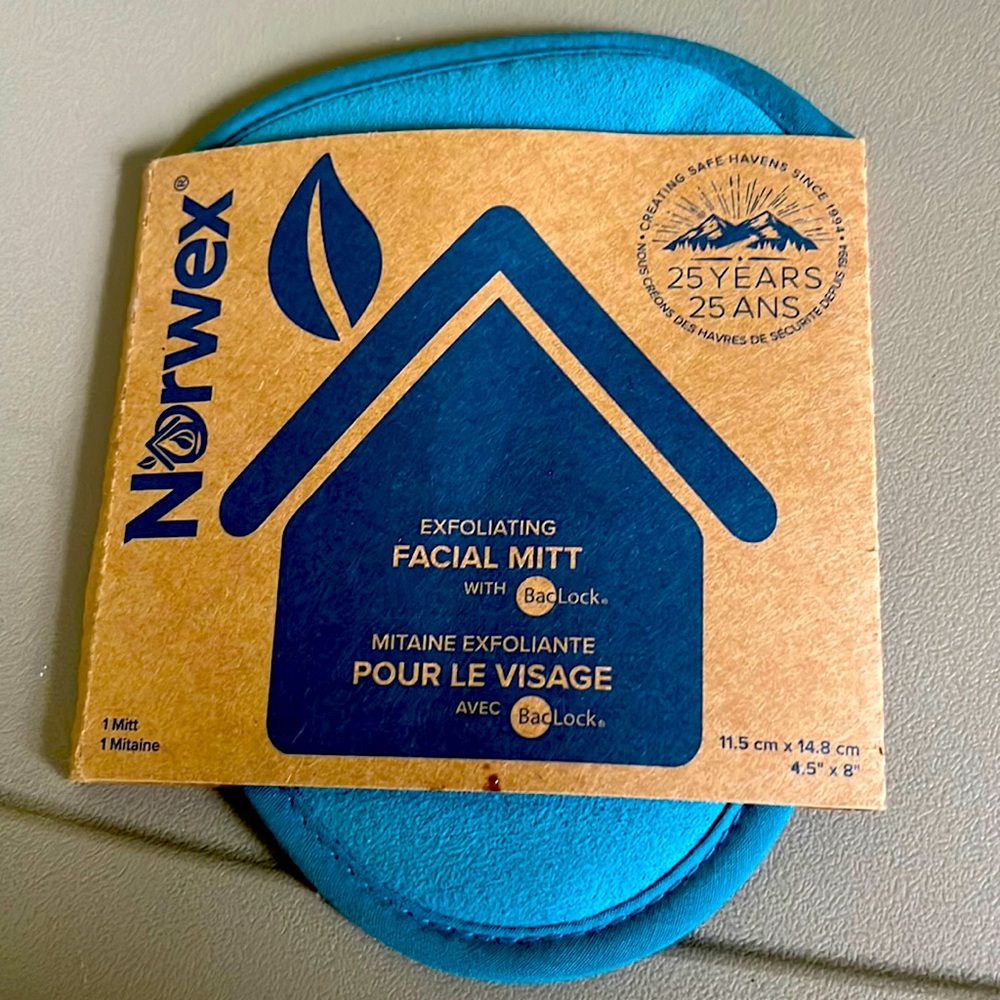 Norwex®
• CREATING SAFE HAVENS SINCE 1994 •
25 YEARS
25 ANS
NOUS CRÉONS DES HAVRES DE SÉCURITÉ DEPUIS 1994
EXFOLIATING
FACIAL MITT
WITH BacLock®
MITAINE EXFOLIANTE
POUR LE VISAGE
AVEC BacLock®
1 Mitt
1 Mitaine
11.5 cm x 14.8 cm
4.5" x 8"